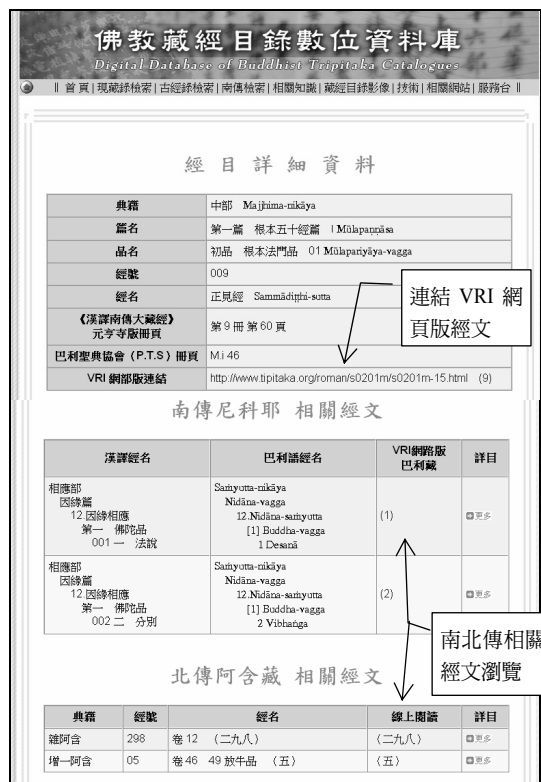 佛教藏經目錄數位資料庫
Digital Database of Buddhist Tripitaka Catalogues
‖ 首頁 | 現藏錄檢索 | 古經錄檢索 | 南傳檢索 | 相關知識 | 藏經目錄影像 | 技術 | 相關網站 | 服務台 ‖
經目詳細資料
典籍 中部 Majjhima-nikāya
篇名 第一篇 根本五十經篇 I Mūlapaṇṇāsa
品名 初品 根本法門品 01 Mūlapariyāya-vagga
經號 009
經名 正見經 Sammādiṭṭhi-sutta
《漢譯南傳大藏經》
元亨寺版冊頁 第 9 冊 第 60 頁
巴利聖典協會（P.T.S）冊頁 M.i 46
VRI 網部版連結 http://www.tipitaka.org/roman/s0201m/s0201m-15.html (9)
連結 VRI 網
頁版經文
南傳尼科耶 相關經文
漢譯經名 巴利語經名 VRI網路版
巴利藏 詳目
相應部 Saṁyutta-nikāya
因緣篇 Nidāna-vagga
12.因緣相應 12.Nidāna-saṁyutta (1) 更多
第一 佛陀品 [1] Buddha-vagga
001 一 法說 1 Desanā
相應部 Saṁyutta-nikāya
因緣篇 Nidāna-vagga
12.因緣相應 12.Nidāna-saṁyutta (2) 更多
第一 佛陀品 [1] Buddha-vagga
002 二 分別 2 Vibhaṅga
南北傳相關
經文瀏覽
北傳阿含藏 相關經文
典籍 經號 經名 線上閱讀 詳目
雜阿含 298 卷 12 （二九八） （二九八） 更多
增一阿含 05 卷 46 49 放牛品 （五） （五） 更多